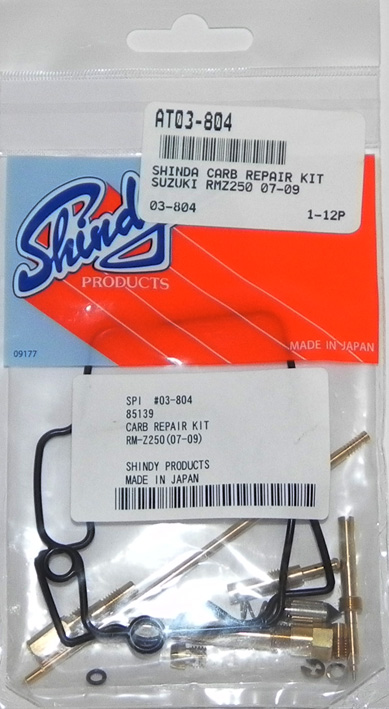 AT03-804
SHINDA CARB REPAIR KIT
SUZUKI RMZ250 07-09
03-804 1-12P
Shindy
PRODUCTS
09177
MADE IN JAPAN
SPI #03-804
85139
CARB REPAIR KIT
RM-Z250(07-09)
SHINDY PRODUCTS
MADE IN JAPAN